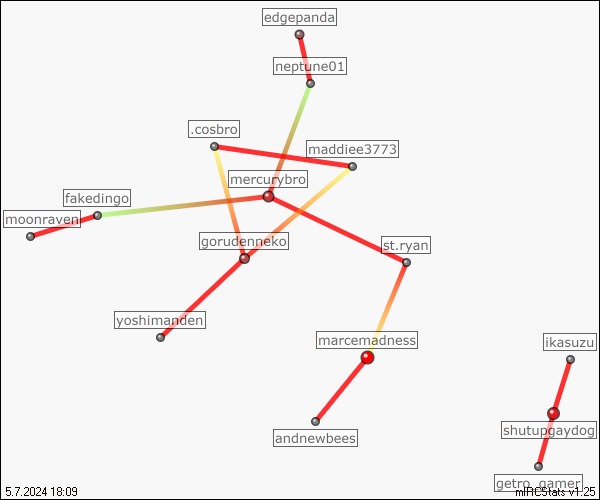 edgepanda
neptune01
.cosbro
maddiee3773
mercurybro
fakedingo
moonraven
gorudenneko
st.ryan
yoshimanden
marcemadness
ikasuzu
shutupgaydog
andnewbees
getro_gamer
5.7.2024 18:09
mIRCStats v1.25